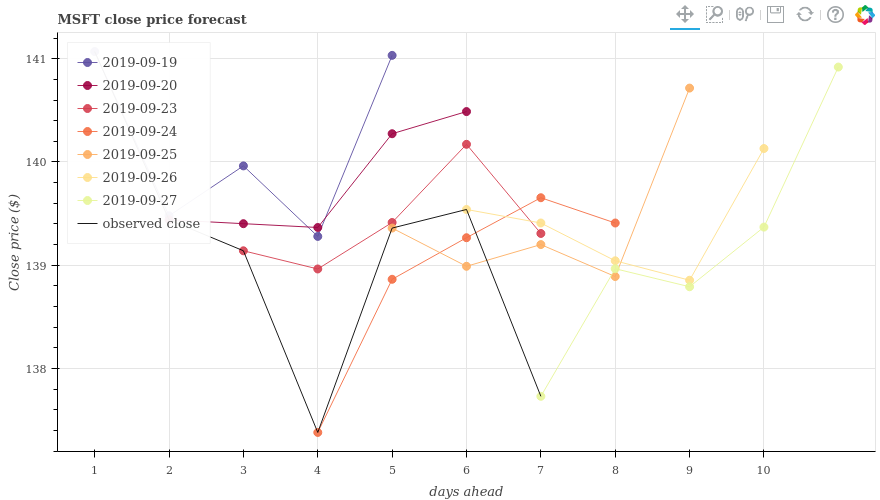 MSFT close price forecast
141
140
139
138
Close price ($)
2019-09-19
2019-09-20
2019-09-23
2019-09-24
2019-09-25
2019-09-26
2019-09-27
observed close
1 2 3 4 5 6 7 8 9 10
days ahead